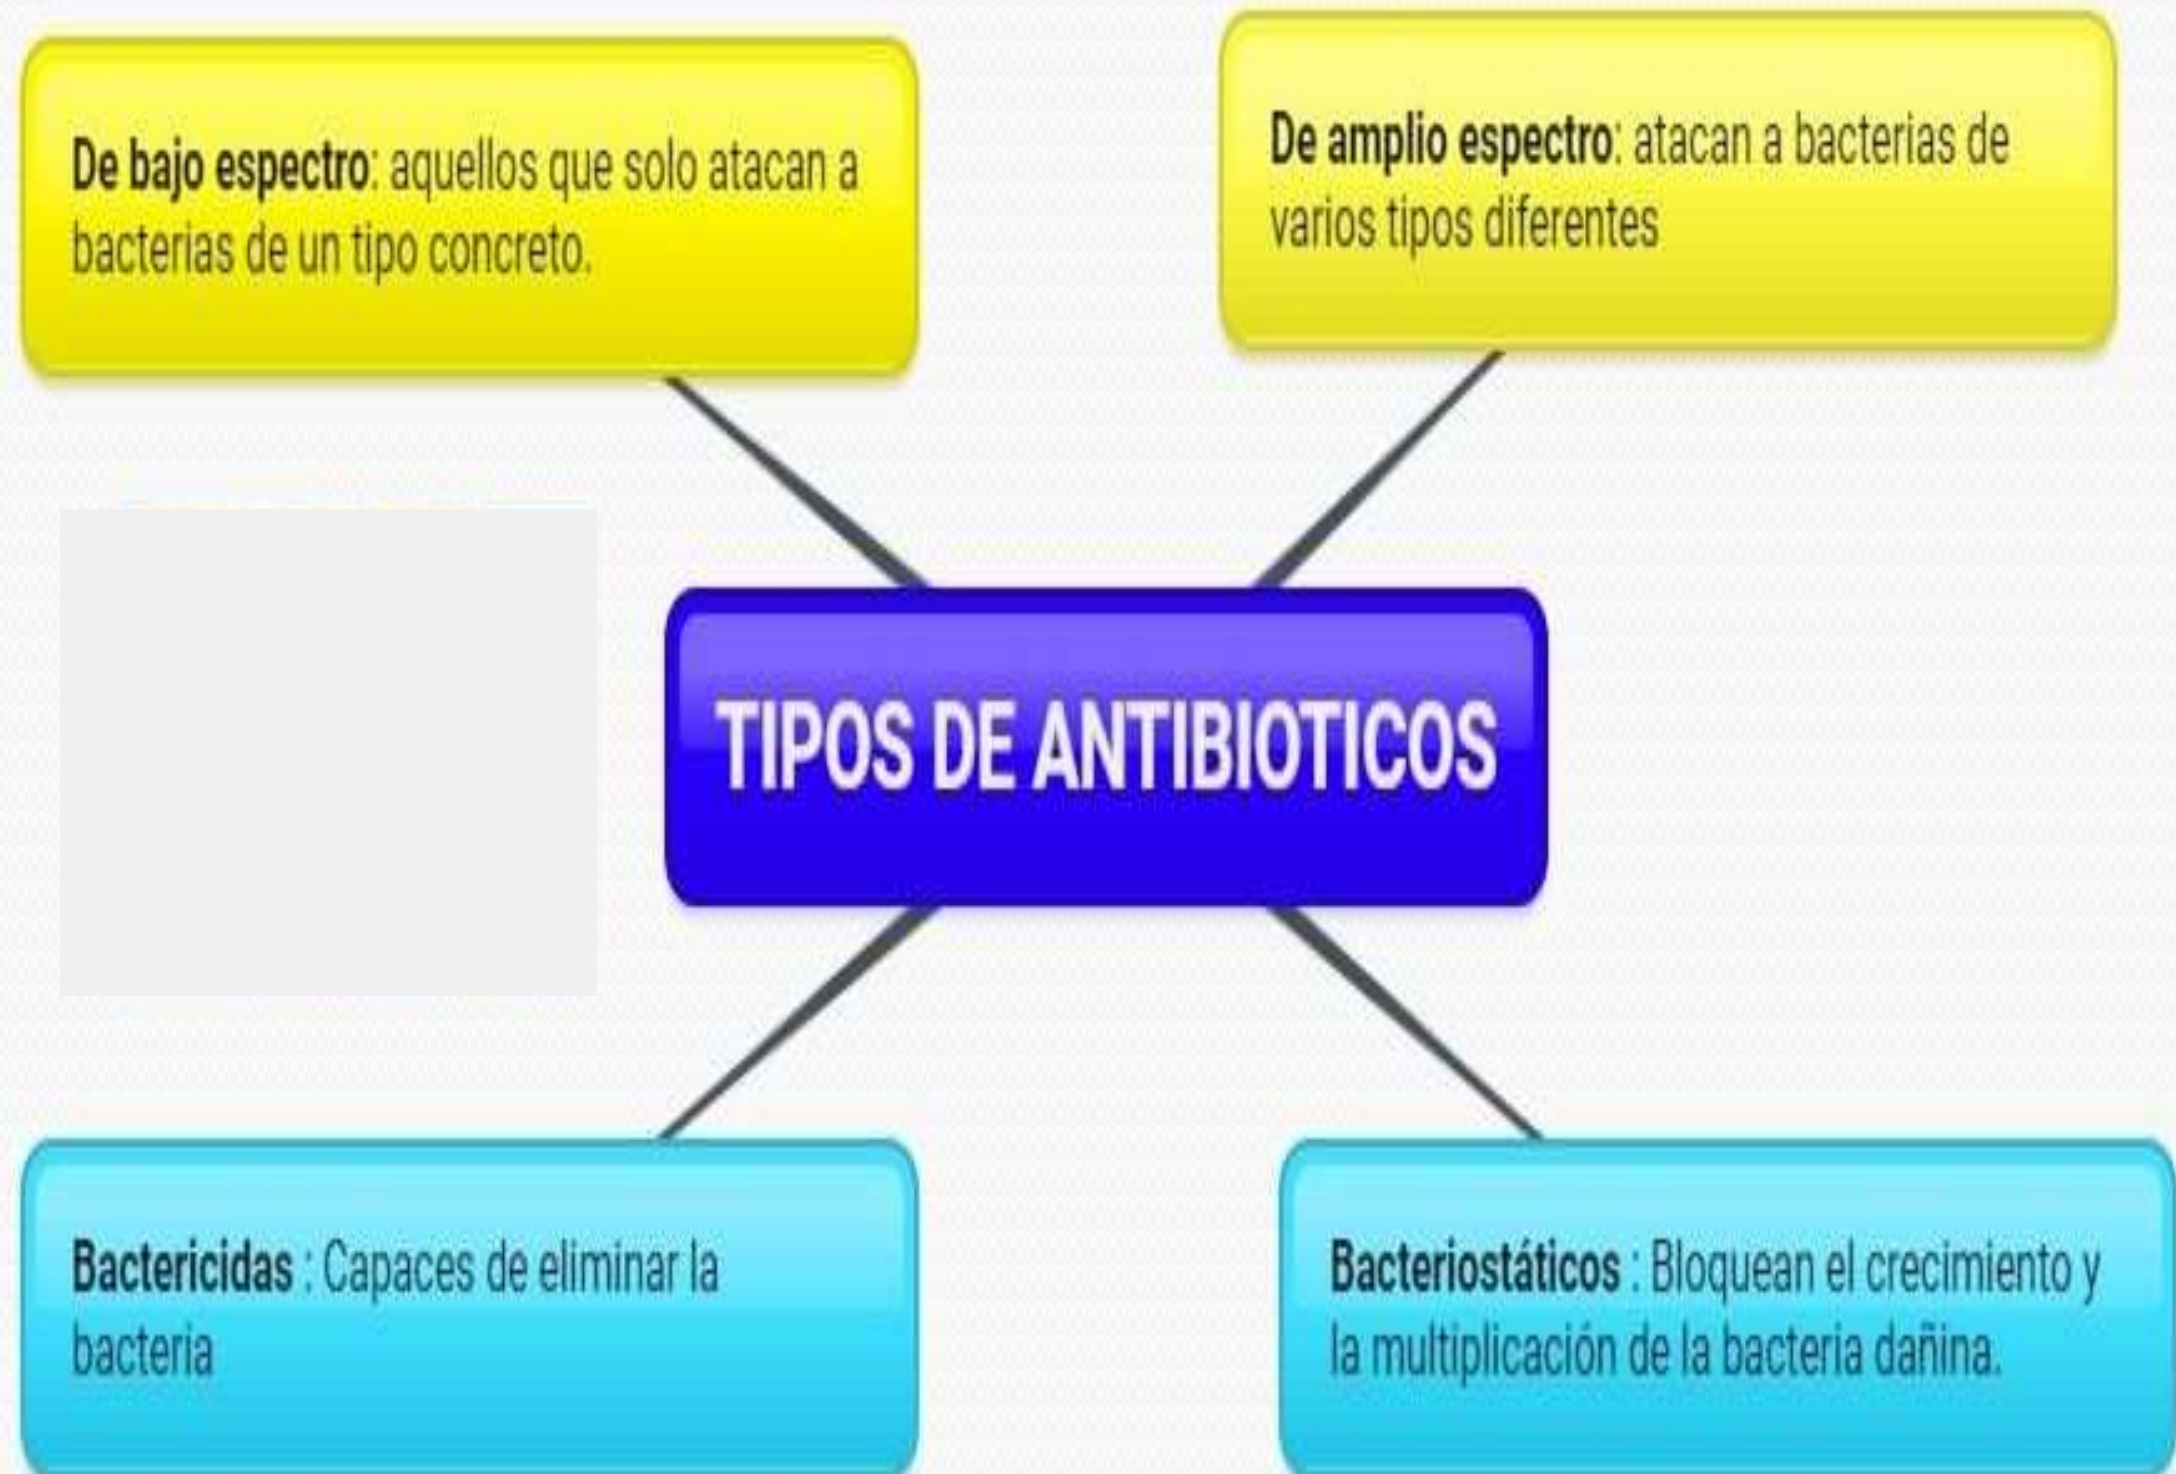 De bajo espectro: aquellos que solo atacan a
bacterias de un tipo concreto.
De amplio espectro: atacan a bacterias de
varios tipos diferentes
TIPOS DE ANTIBIOTICOS
Bactericidas : Capaces de eliminar la
bacteria
Bacteriostáticos : Bloquean el crecimiento y
la multiplicación de la bacteria dañina.